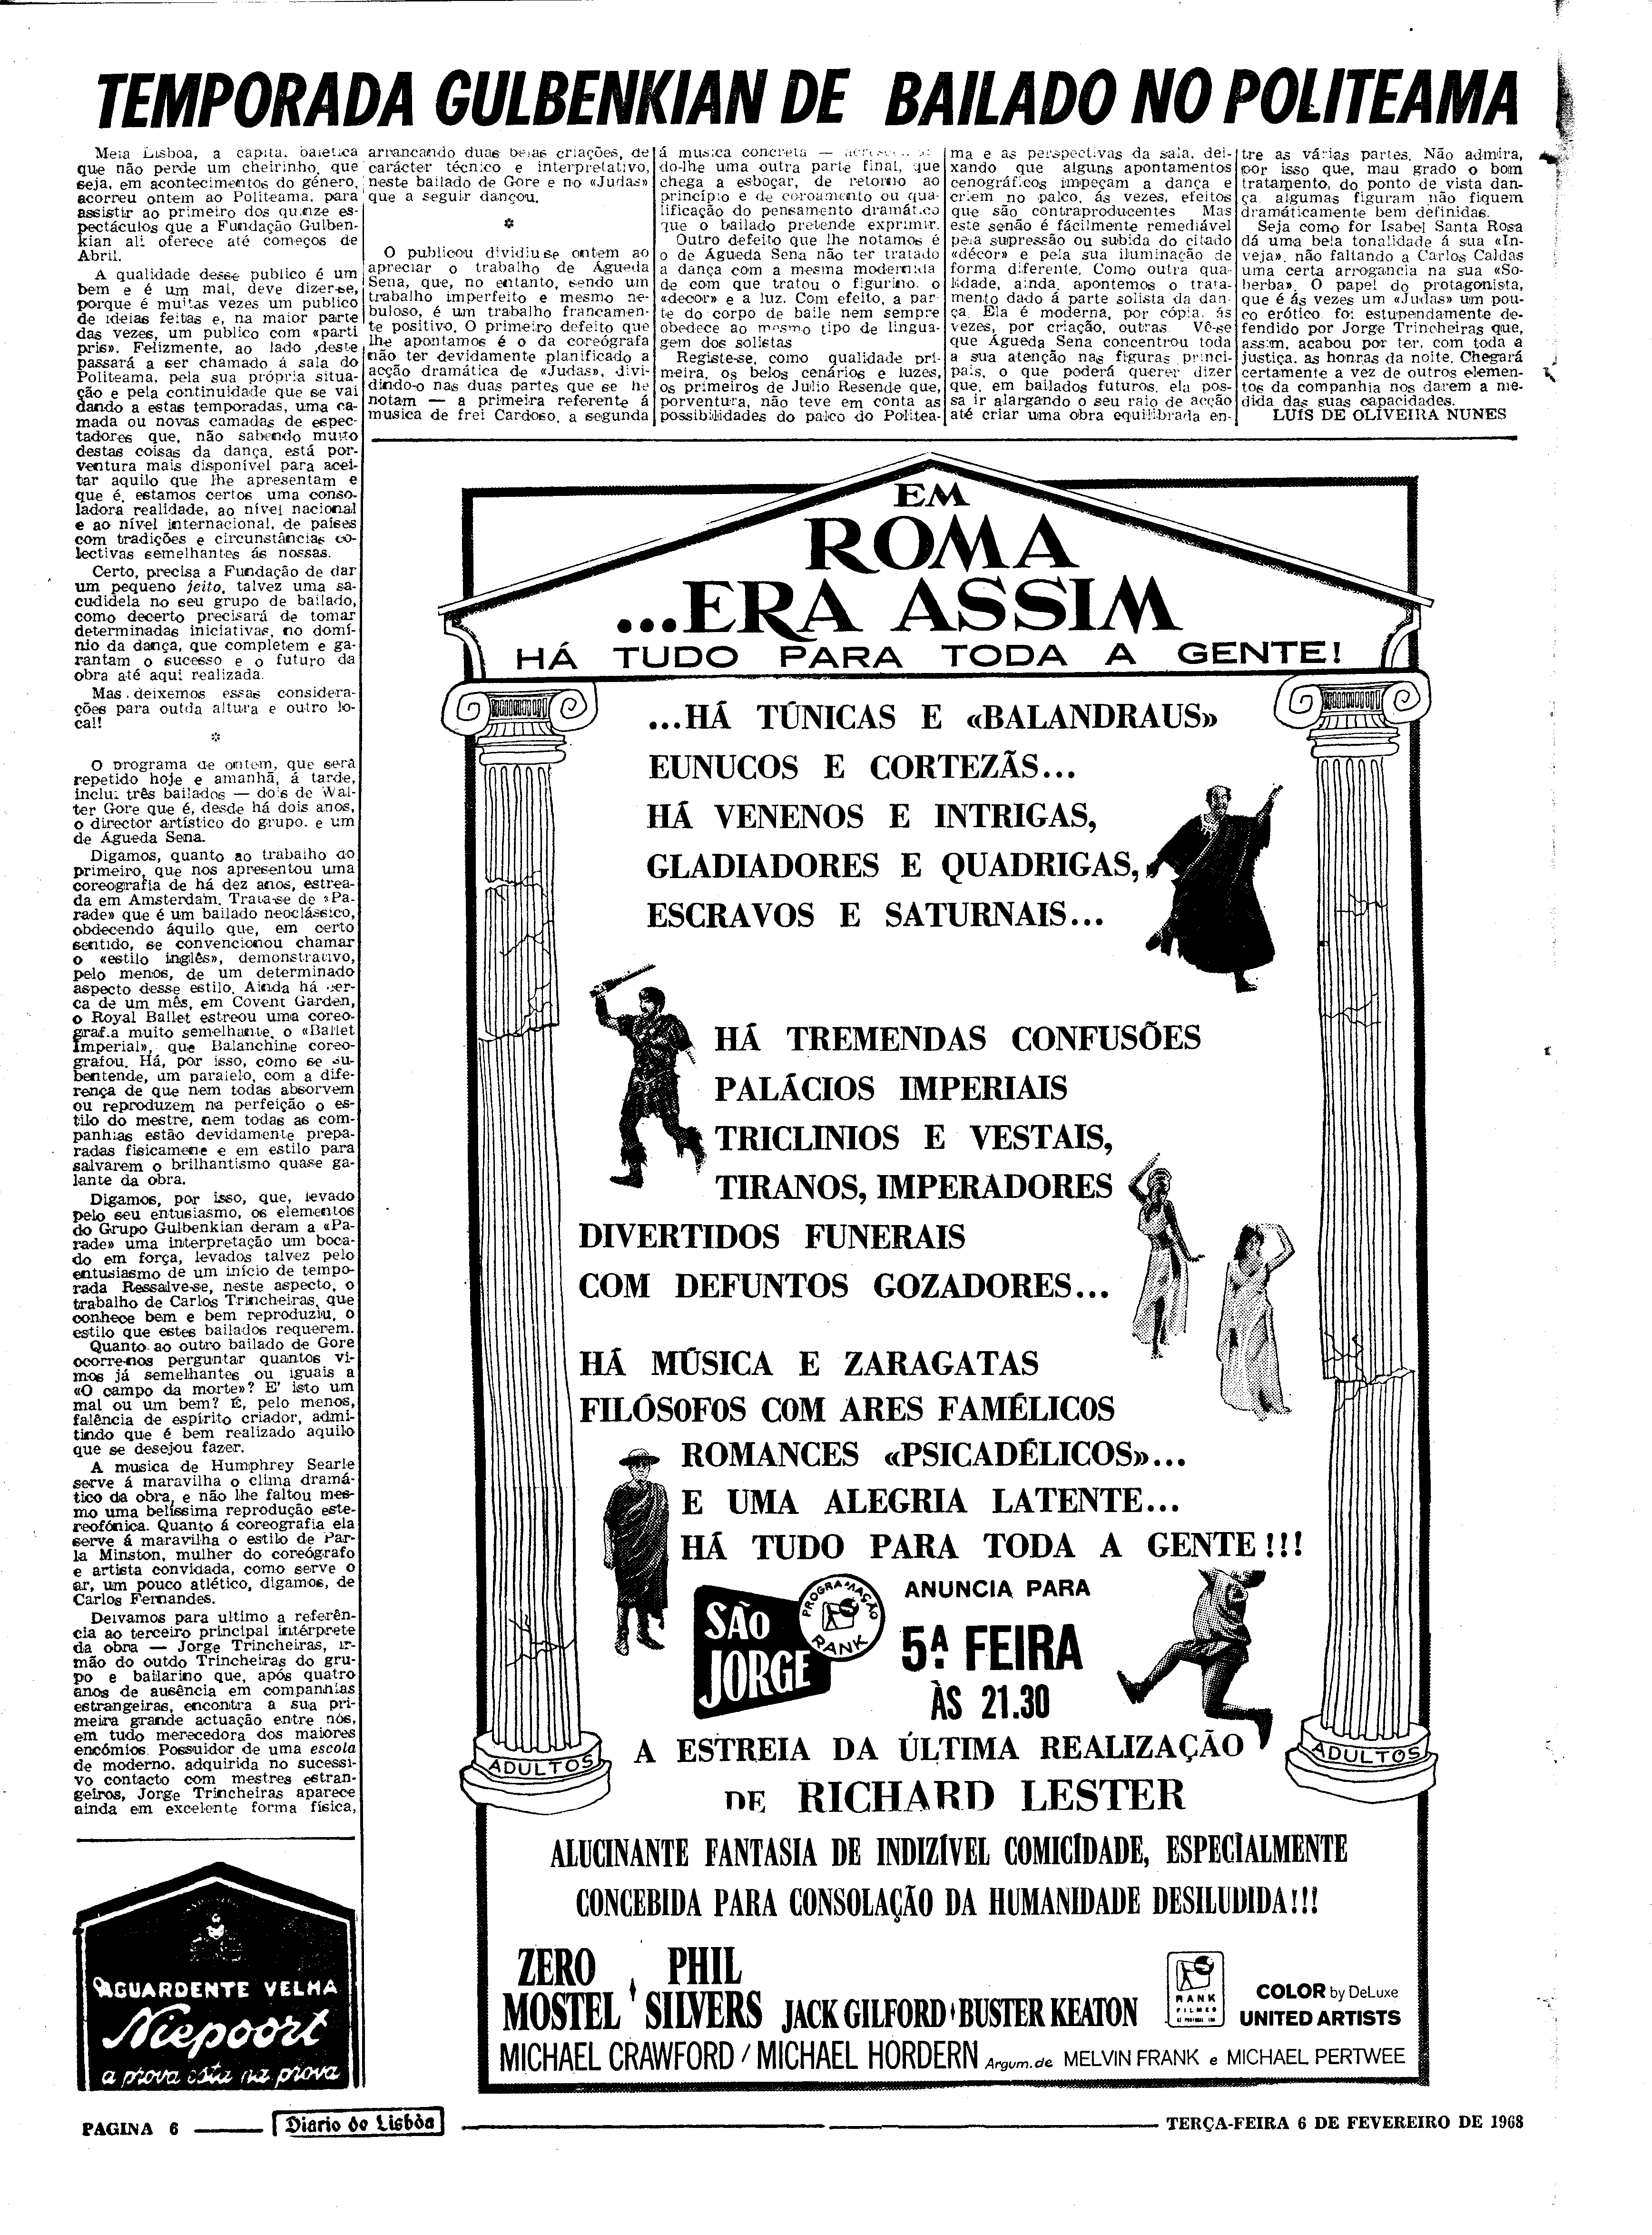 TEMPORADA GULBENKIAN DE BAILADO NO POLITEAMA
Meia Lisboa, a capital baletica
que não perde um cheirinho, que
seja, em acontecimentos do género,
acorreu ontem ao Politeama, para
assistir ao primeiro dos quinze es-
pectáculos que a Fundação Gulben-
kian ali oferece até começos de
Abril.
A qualidade desse publico é um
bem e é um mal, deve dizer-se,
porque é muitas vezes um publico
de ideias feitas e, na maior parte
das vezes, um publico com «parti
pris». Felizmente, ao lado deste
passará a ser chamado á sala do
Politeama, pela sua própria situa-
ção e pela continuidade que se vai
dando a estas temporadas, uma ca-
mada ou novas camadas de espec-
tadores que, não sabendo muito
destas coisas da dança, está por-
ventura mais disponível para acei-
tar aquilo que lhe apresentam e
que é, estamos certos uma conso-
ladora realidade, ao nível nacional
e ao nível internacional, de países
com tradições e circunstâncias co-
lectivas semelhantes ás nossas.
Certo, precisa a Fundação de dar
um pequeno jeito, talvez uma sa-
cudidela no seu grupo de bailado,
como decerto precisará de tomar
determinadas iniciativas, no domí-
nio da dança, que completem e ga-
rantam o sucesso e o futuro da
obra até aqui realizada.
Mas deixemos essas considera-
ções para outda altura e outro lo-
cal!
*
O programa de ontem, que será
repetido hoje e amanhã, á tarde,
inclui três bailados — dois de Wal-
ter Gore que é, desde há dois anos,
o director artístico do grupo, e um
de Águeda Sena.
Digamos, quanto ao trabalho do
primeiro, que nos apresentou uma
coreografia de há dez anos, estrea-
da em Amsterdam. Trata-se de «Pa-
rade» que é um bailado neoclássico,
obdecendo áquilo que, em certo
sentido, se convencionou chamar
o «estilo inglês», demonstrativo,
pelo menos, de um determinado
aspecto desse estilo. Ainda há cer-
ca de um mês, em Covent Garden,
o Royal Ballet estreou uma coreo-
grafia muito semelhante, o «Ballet
Imperial», que Balanchine coreo-
grafou. Há, por isso, como se su-
bentende, um paralelo, com a dife-
rença de que nem todas absorvem
ou reproduzem na perfeição o es-
tilo do mestre, nem todas as com-
panhias estão devidamente prepa-
radas fisicamene e em estilo para
salvarem o brilhantismo quase ga-
lante da obra.
Digamos, por isso, que, levado
pelo seu entusiasmo, os elementos
do Grupo Gulbenkian deram a «Pa-
rade» uma interpretação um boca-
do em força, levados talvez pelo
entusiasmo de um início de tempo-
rada Ressalve-se, neste aspecto, o
trabalho de Carlos Trincheiras, que
conhece bem e bem reproduziu, o
estilo que estes bailados requerem.
Quanto ao outro bailado de Gore
ocorre-nos perguntar quantos vi-
mos já semelhantes ou iguais a
«O campo da morte»? E' isto um
mal ou um bem? É, pelo menos,
falência de espírito criador, admi-
tindo que é bem realizado aquilo
que se desejou fazer.
A musica de Humphrey Searle
serve á maravilha o clima dramá-
tico da obra, e não lhe faltou mes-
mo uma belíssima reprodução este-
reofónica. Quanto á coreografia ela
serve á maravilha o estilo de Par-
la Minston, mulher do coreógrafo
e artista convidada, como serve o
ar, um pouco atlético, digamos, de
Carlos Fernandes.
Deivamos para ultimo a referên-
cia ao terceiro principal intérprete
da obra — Jorge Trincheiras, ir-
mão do outdo Trincheiras do gru-
po e bailarino que, após quatro
anos de ausência em companhias
estrangeiras, encontra a sua pri-
meira grande actuação entre nós,
em tudo merecedora dos maiores
encómios. Possuidor de uma escola
de moderno, adquirida no sucessi-
vo contacto com mestres estran-
geiros, Jorge Trincheiras aparece
ainda em excelente forma física,
arrancando duas belas criações, de
carácter técnico e interpretativo,
neste bailado de Gore e no «Judas»
que a seguir dançou.
*
O publico dividiu-se ontem ao
apreciar o trabalho de Águeda
Sena, que, no entanto, sendo um
trabalho imperfeito e mesmo ne-
buloso, é um trabalho francamen-
te positivo. O primeiro defeito que
lhe apontamos é o da coreógrafa
não ter devidamente planificado a
acção dramática de «Judas», divi-
dindo-o nas duas partes que se he
notam — a primeira referente á
musica de frei Cardoso, a segunda
á musica concreta —
do-lhe uma outra parte final, que
chega a esboçar, de retorno ao
princípio e de coroamento ou qua-
lificação do pensamento dramático
que o bailado pretende exprimir.
Outro defeito que lhe notamos é
o de Águeda Sena não ter tratado
a dança com a mesma modernida
de com que tratou o figurino, o
«decor» e a luz. Com efeito, a par-
te do corpo de baile nem sempre
obedece ao mesmo tipo de lingua-
gem dos solistas
Registe-se, como qualidade pri-
meira, os belos cenários e luzes,
os primeiros de Julio Resende que,
porventura, não teve em conta as
possibilidades do palco do Politea-
ma e as perspectivas da sala, dei-
xando que alguns apontamentos
cenográficos impeçam a dança e
criem no palco, ás vezes, efeitos
que são contraproducentes Mas
este senão é fácilmente remediável
pela supressão ou subida do citado
«décor» e pela sua iluminação de
forma diferente. Como outra qua-
lidade, ainda, apontemos o trata-
mento dado á parte solista da dan-
ça. Ela é moderna, por cópia, ás
vezes, por criação, outras. Vê-se
que Águeda Sena concentrou toda
a sua atenção nas figuras princi-
pais, o que poderá querer dizer
que, em bailados futuros, ela pos-
sa ir alargando o seu raio de acção
até criar uma obra equilibrada en-
tre as várias partes. Não admira,
por isso que, mau grado o bom
tratamento, do ponto de vista dan-
ça, algumas figuram não fiquem
dramáticamente bem definidas.
Seja como for Isabel Santa Rosa
dá uma bela tonalidade á sua «In-
veja», não faltando a Carlos Caldas
uma certa arrogancia na sua «So-
berba». O papel do protagonista,
que é ás vezes um «Judas» um pou-
co erótico, foi estupendamente de-
fendido por Jorge Trincheiras que,
assim, acabou por ter, com toda a
justiça, as honras da noite. Chegará
certamente a vez de outros elemen-
tos da companhia nos darem a me-
dida das suas capacidades.
LUIS DE OLIVEIRA NUNES
EM
ROMA
...ERA ASSIM
HÁ TUDO PARA TODA A GENTE!
...HÁ TÚNICAS E «BALANDRAUS»
EUNUCOS E CORTEZÃS...
HÁ VENENOS E INTRIGAS,
GLADIADORES E QUADRIGAS,
ESCRAVOS E SATURNAIS...
HÁ TREMENDAS CONFUSÕES
PALÁCIOS IMPERIAIS
TRICLINIOS E VESTAIS,
TIRANOS, IMPERADORES
DIVERTIDOS FUNERAIS
COM DEFUNTOS GOZADORES...
HÁ MÚSICA E ZARAGATAS
FILÓSOFOS COM ARES FAMÉLICOS
ROMANCES «PSICADÉLICOS»...
E UMA ALEGRIA LATENTE...
HÁ TUDO PARA TODA A GENTE!!!
SÃO JORGE
PROGRAMAÇÃO RANK
ANUNCIA PARA
5ª FEIRA
ÀS 21.30
ADULTOS
ADULTOS
A ESTREIA DA ÚLTIMA REALIZAÇÃO
DE RICHARD LESTER
ALUCINANTE FANTASIA DE INDIZÍVEL COMICIDADE, ESPECIALMENTE
CONCEBIDA PARA CONSOLAÇÃO DA HUMANIDADE DESILUDIDA!!!
ZERO MOSTEL, PHIL SILVERS JACK GILFORD, BUSTER KEATON
MICHAEL CRAWFORD / MICHAEL HORDERN Argum. de MELVIN FRANK e MICHAEL PERTWEE
RANK
FILMES
COLOR by DeLuxe
UNITED ARTISTS
AGUARDENTE VELHA
Niepoort
a prova está na prova
PAGINA 6
Diario de Lisbôa
TERÇA-FEIRA 6 DE FEVEREIRO DE 1968